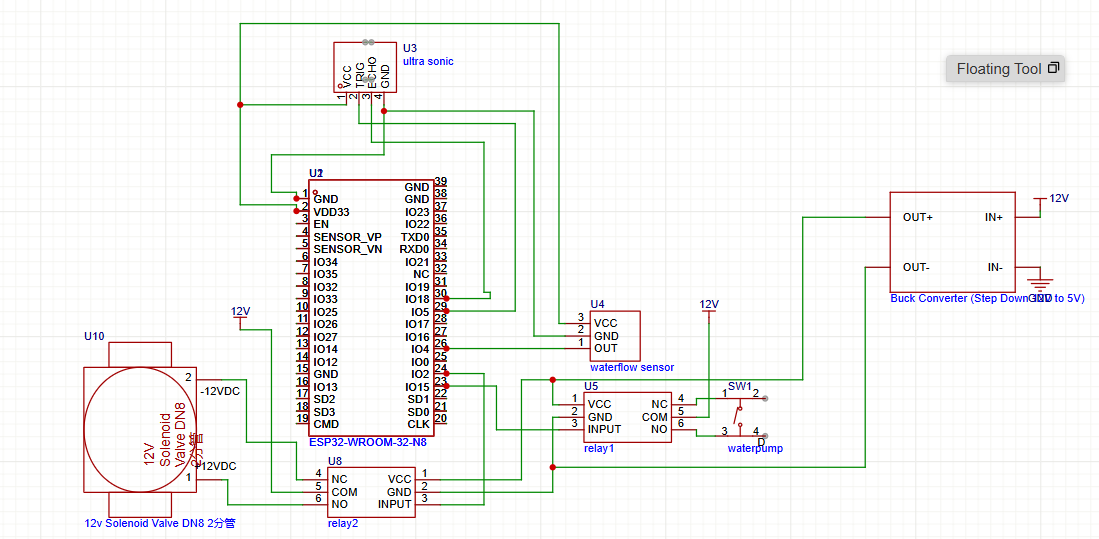 U3
ultra sonic
VCC
TRIG
ECHO
GND
1
2
3
4
Floating Tool
1
2
3
4
5
6
7
8
9
10
11
12
13
14
15
16
17
18
19
GND
VDD33
EN
SENSOR_VP
SENSOR_VN
IO34
IO35
IO32
IO33
IO25
IO26
IO27
IO14
IO12
GND
IO13
SD2
SD3
CMD
GND
GND
IO23
IO22
TXD0
RXD0
IO21
NC
IO19
IO18
IO5
IO17
IO16
IO4
IO0
IO2
IO15
SD1
SD0
CLK
39
38
37
36
35
34
33
32
31
30
29
28
27
26
25
24
23
22
21
20
ESP32-WROOM-32-N8
OUT+
OUT-
IN+
IN-
12V
Buck Converter (Step Down 12V to 5V)
GND
12V
U10
2
-12VDC
12V
Solenoid
Valve DN8
2分管
+12VDC
1
12v Solenoid Valve DN8 2分管
U4
3
2
1
VCC
GND
OUT
waterflow sensor
12V
U5
1
2
3
VCC
GND
INPUT
NC
COM
NO
4
5
6
relay1
SW1
1
2
3
4
D
waterpump
U8
4
5
6
NC
COM
NO
VCC
GND
INPUT
1
2
3
relay2